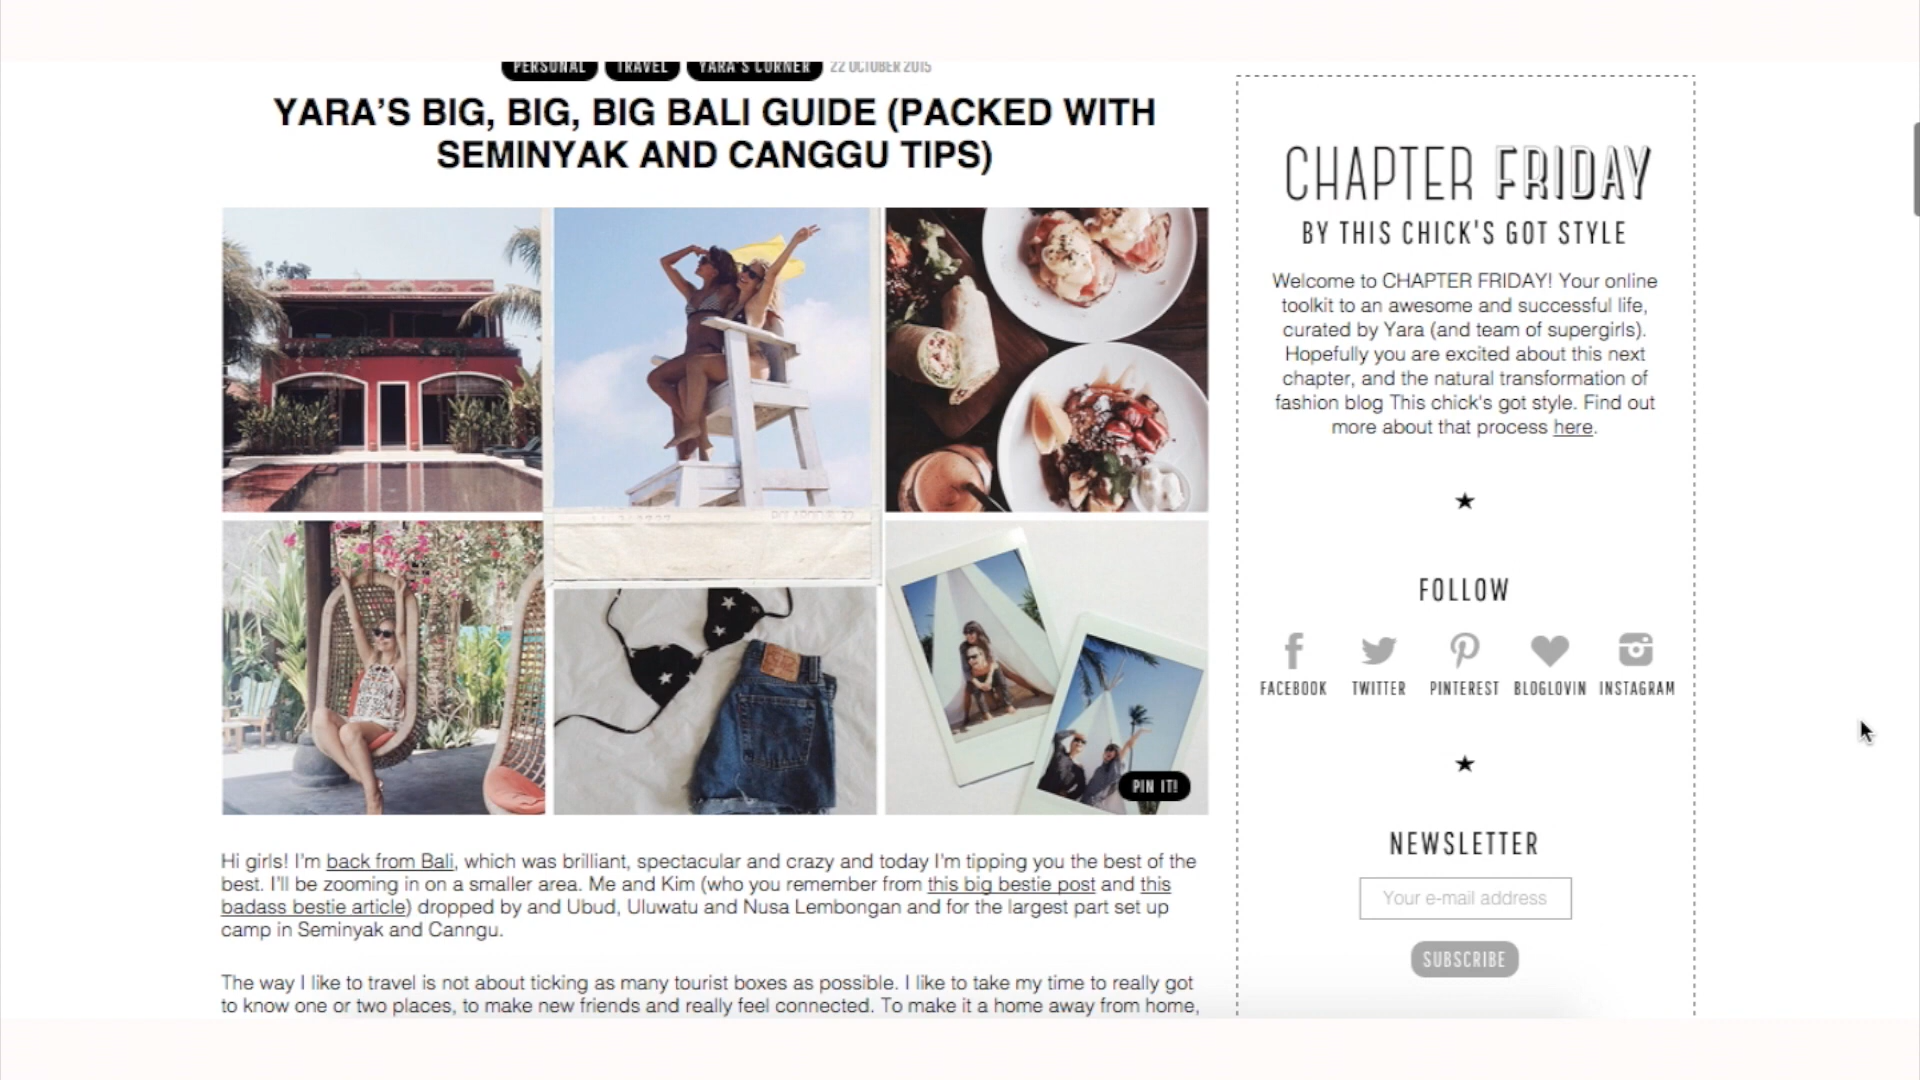 PERSONAL TRAVEL YARA'S CORNER 22 OCTOBER 2015
YARA'S BIG, BIG, BIG BALI GUIDE (PACKED WITH
SEMINYAK AND CANGGU TIPS)
PIN IT!
Hi girls! I'm back from Bali, which was brilliant, spectacular and crazy and today I'm tipping you the best of the
best. I'll be zooming in on a smaller area. Me and Kim (who you remember from this big bestie post and this
badass bestie article) dropped by and Ubud, Uluwatu and Nusa Lembongan and for the largest part set up
camp in Seminyak and Canngu.
The way I like to travel is not about ticking as many tourist boxes as possible. I like to take my time to really got
to know one or two places, to make new friends and really feel connected. To make it a home away from home,
CHAPTER FRIDAY
BY THIS CHICK'S GOT STYLE
Welcome to CHAPTER FRIDAY! Your online
toolkit to an awesome and successful life,
curated by Yara (and team of supergirls).
Hopefully you are excited about this next
chapter, and the natural transformation of
fashion blog This chick's got style. Find out
more about that process here.
FOLLOW
FACEBOOK TWITTER PINTEREST BLOGLOVIN INSTAGRAM
NEWSLETTER
Your e-mail address
SUBSCRIBE